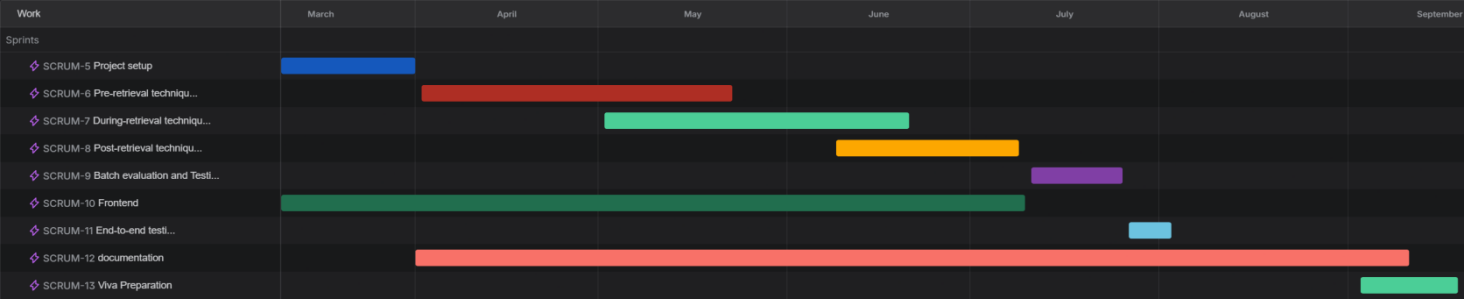 Work March April May June July August September
Sprints
SCRUM-5 Project setup
SCRUM-6 Pre-retrieval techniqu...
SCRUM-7 During-retrieval techniqu...
SCRUM-8 Post-retrieval techniqu...
SCRUM-9 Batch evaluation and Testi...
SCRUM-10 Frontend
SCRUM-11 End-to-end testi...
SCRUM-12 documentation
SCRUM-13 Viva Preparation